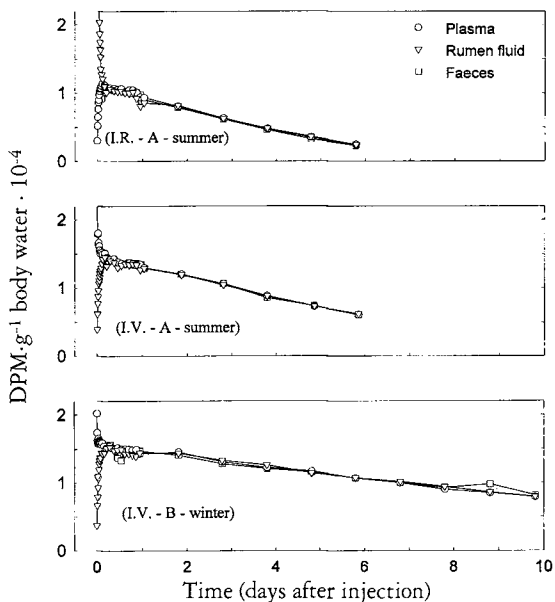 2
Plasma
Rumen fluid
Faeces
1
(I.R. - A - summer)
0
2
1
(I.V. - A - summer)
0
2
1
(I.V. - B - winter)
0
DPM·g⁻¹ body water · 10⁻⁴
0 2 4 6 8 10
Time (days after injection)